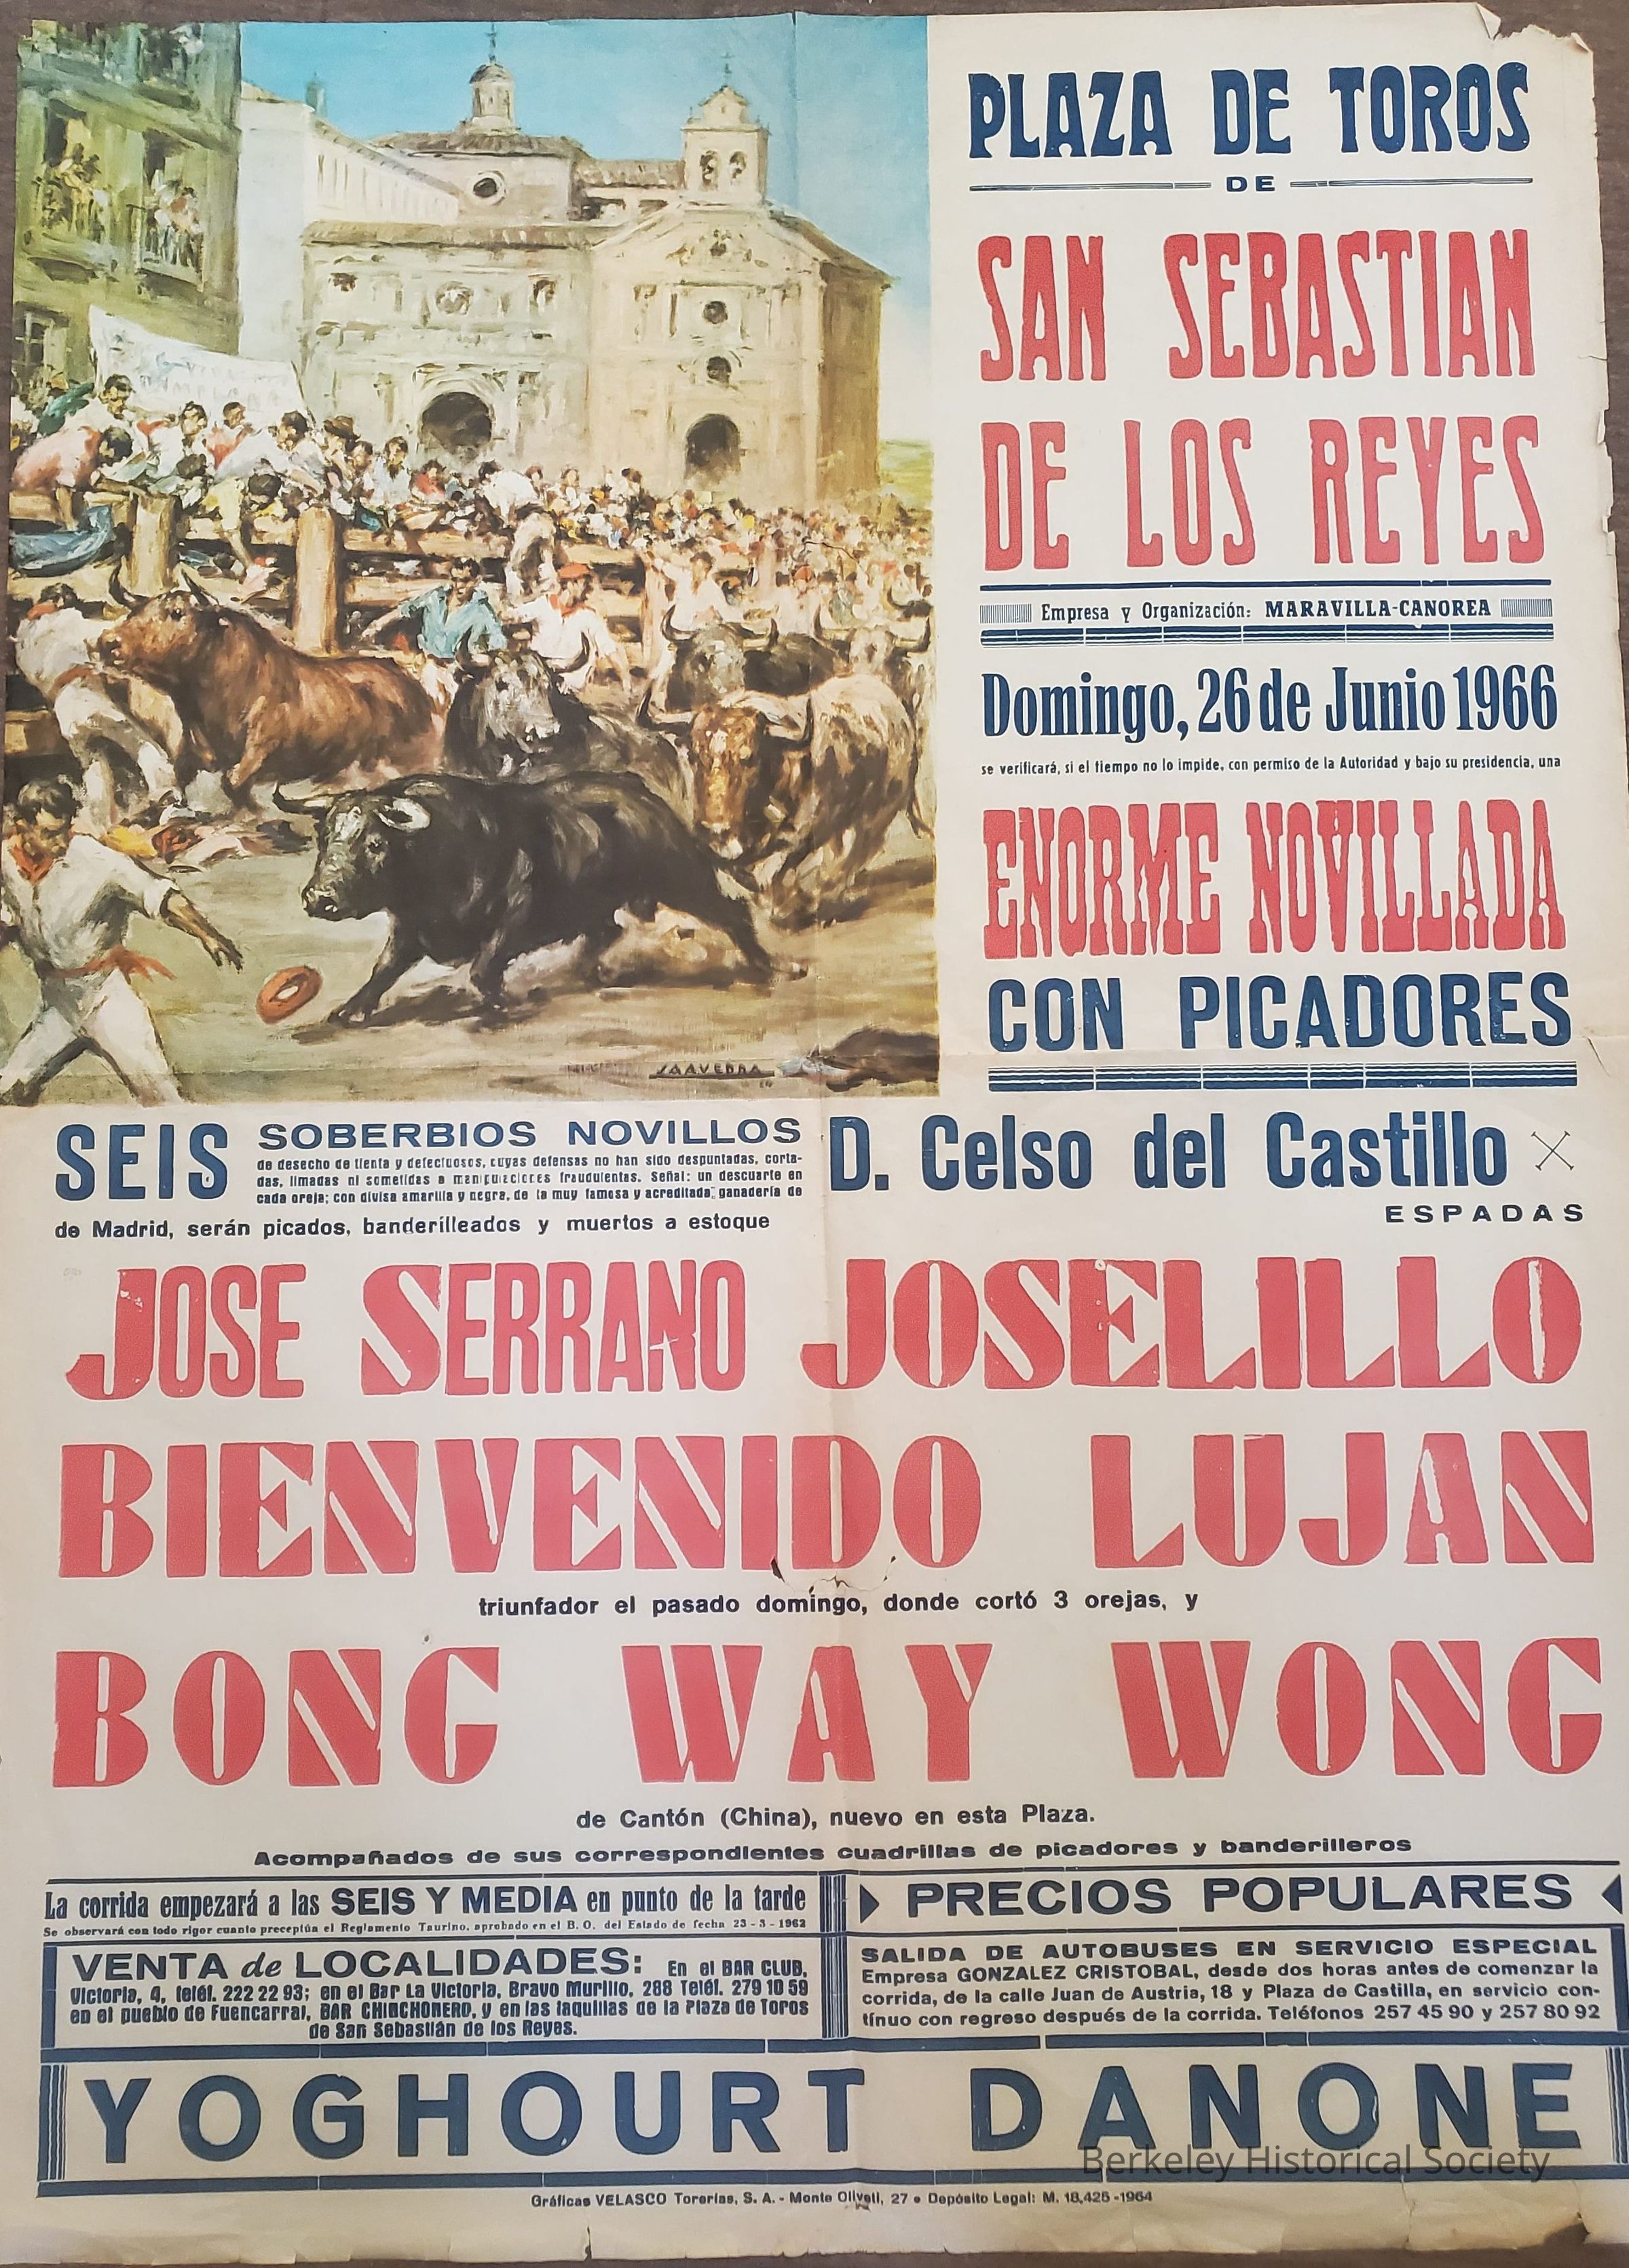 PLAZA DE TOROS
DE
SAN SEBASTIAN
DE LOS REYES
Empresa y Organización: MARAVILLA-CANOREA
Domingo, 26 de Junio 1966
se verificará, si el tiempo no lo impide, con permiso de la Autoridad y bajo su presidencia, una
ENORME NOVILLADA
CON PICADORES
SAAVEDRA
SEIS SOBERBIOS NOVILLOS
de desecho de tienta y defectuosos, cuyas defensas no han sido despuntadas, corta-
das, limadas ni sometidas a manipulaciones fraudulentas. Señal: un descuarte en
cada oreja; con divisa amarilla y negra, de la muy famosa y acreditada ganadería de
D. Celso del Castillo
de Madrid, serán picados, banderilleados y muertos a estoque
ESPADAS
JOSE SERRANO JOSELILLO
BIENVENIDO LUJAN
triunfador el pasado domingo, donde cortó 3 orejas, y
BONG WAY WONG
de Cantón (China), nuevo en esta Plaza.
Acompañados de sus correspondientes cuadrillas de picadores y banderilleros
La corrida empezará a las SEIS Y MEDIA en punto de la tarde
Se observará con todo rigor cuanto preceptúa el Reglamento Taurino, aprobado en el B. O. del Estado de fecha 23-3-1962
PRECIOS POPULARES
VENTA de LOCALIDADES: En el BAR CLUB,
Victoria, 4, teléf. 222 22 93; en el Bar La Victoria, Bravo Murillo, 288 Teléf. 279 10 59
en el pueblo de Fuencarral, BAR CHINCHONERO, y en las taquillas de la Plaza de Toros
de San Sebastián de los Reyes.
SALIDA DE AUTOBUSES EN SERVICIO ESPECIAL
Empresa GONZALEZ CRISTOBAL, desde dos horas antes de comenzar la
corrida, de la calle Juan de Austria, 18 y Plaza de Castilla, en servicio con-
tínuo con regreso después de la corrida. Teléfonos 257 45 90 y 257 80 92
YOGHOURT DANONE
Berkeley Historical Society
Gráficas VELASCO Torerías, S. A. - Monte Oliveti, 27 • Depósito Legal: M. 18,425-1964